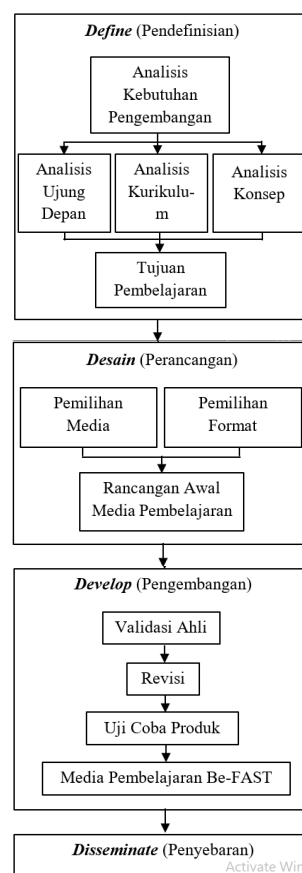 Define (Pendefinisian)
Analisis
Kebutuhan
Pengembangan
Analisis
Ujung
Depan
Analisis
Kurikulu-
m
Analisis
Konsep
Tujuan
Pembelajaran
Desain (Perancangan)
Pemilihan
Media
Pemilihan
Format
Rancangan Awal
Media Pembelajaran
Develop (Pengembangan)
Validasi Ahli
Revisi
Uji Coba Produk
Media Pembelajaran Be-FAST
Disseminate (Penyebaran)
Activate Win